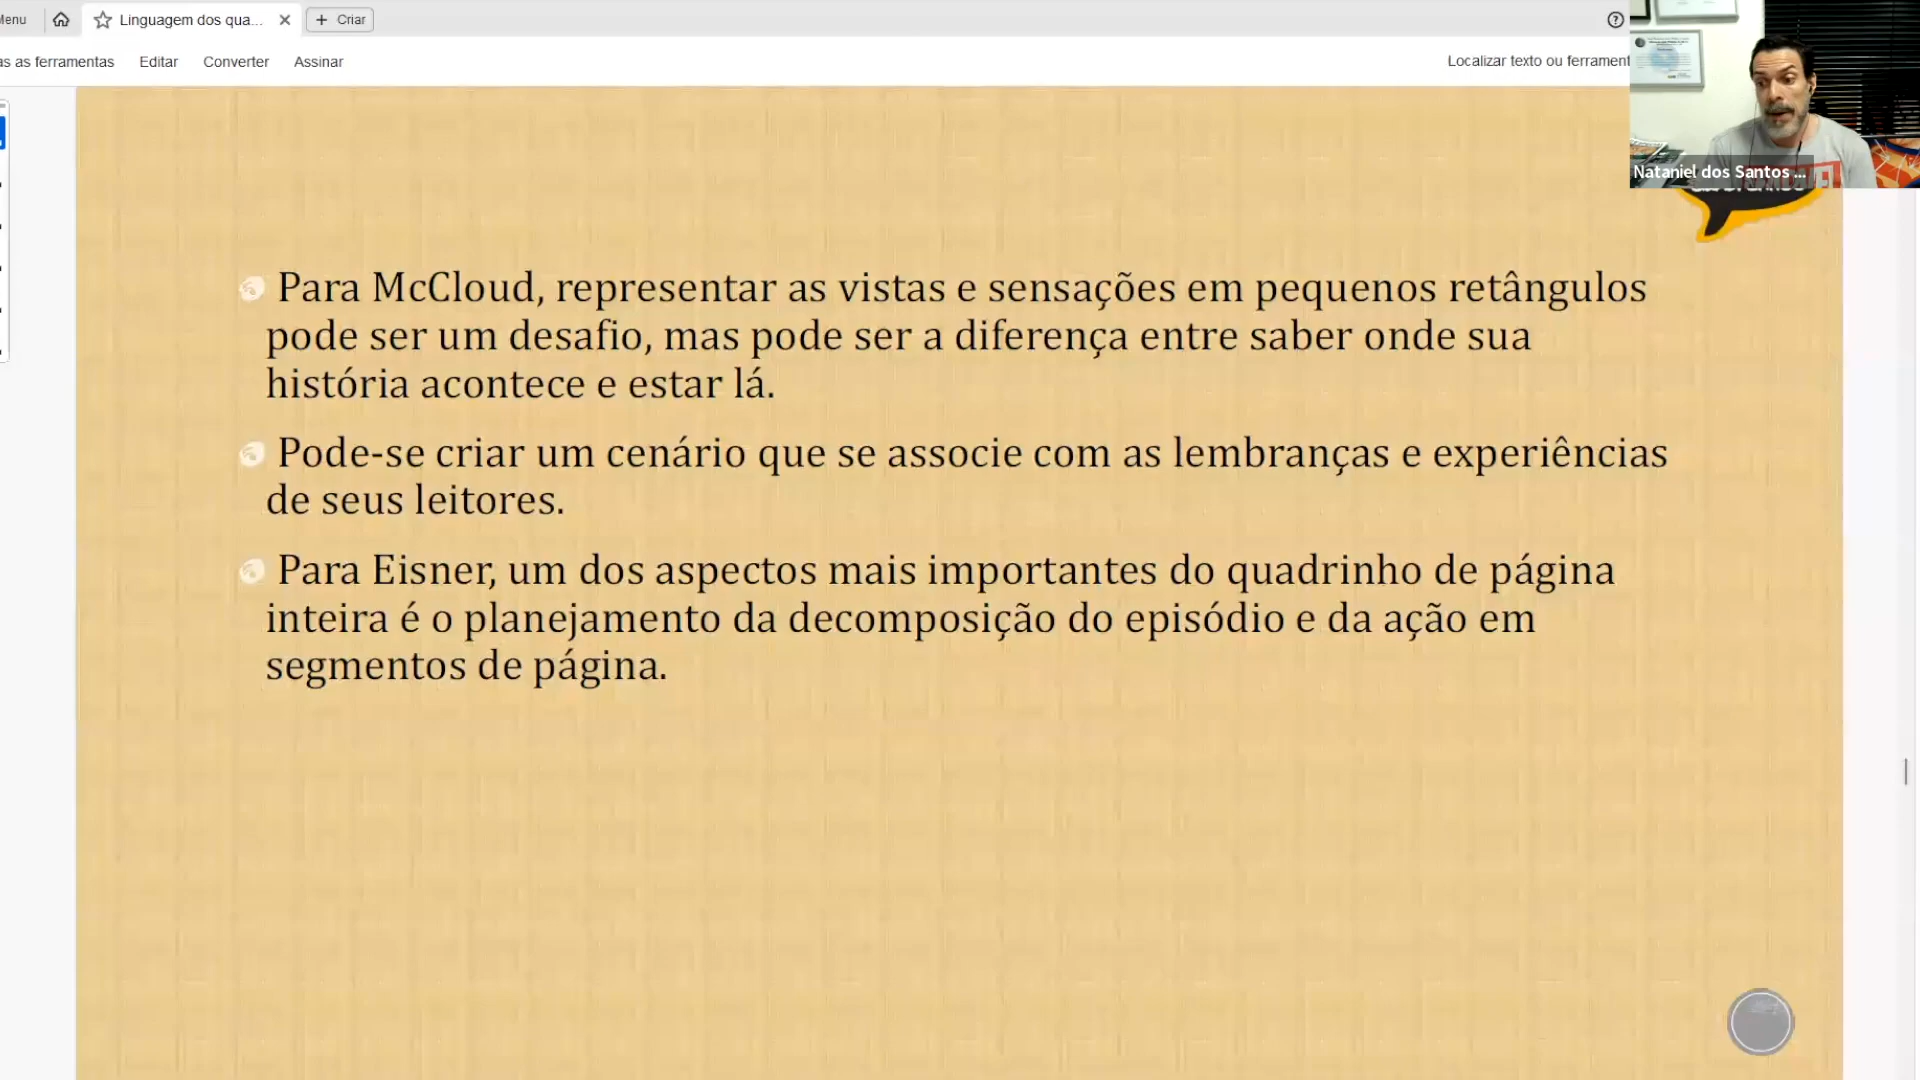 Menu
Linguagem dos qua...
Criar
as as ferramentas
Editar
Converter
Assinar
Localizar texto ou ferrament
Nataniel dos Santos ...
Para McCloud, representar as vistas e sensações em pequenos retângulos
pode ser um desafio, mas pode ser a diferença entre saber onde sua
história acontece e estar lá.
Pode-se criar um cenário que se associe com as lembranças e experiências
de seus leitores.
Para Eisner, um dos aspectos mais importantes do quadrinho de página
inteira é o planejamento da decomposição do episódio e da ação em
segmentos de página.